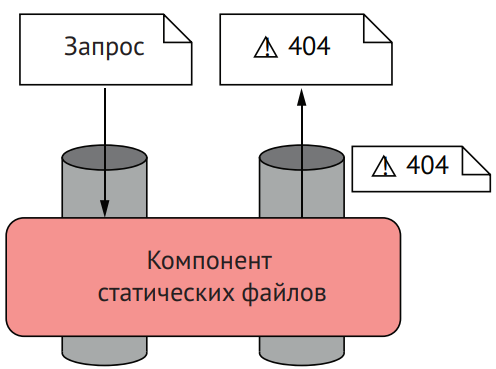 Запрос
⚠ 404
⚠ 404
Компонент
статических файлов